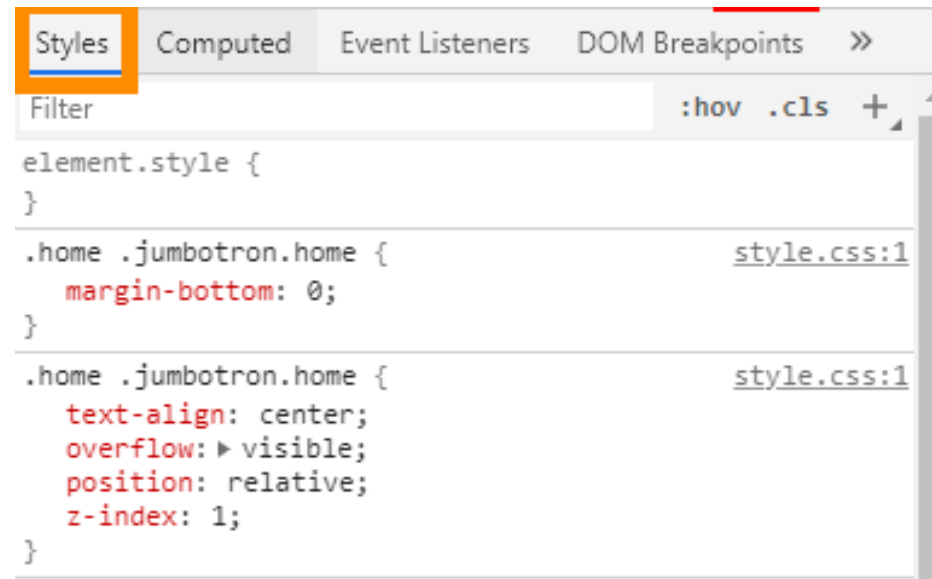 Styles Computed Event Listeners DOM Breakpoints »
Filter :hov .cls +
element.style {
}
.home .jumbotron.home { style.css:1
margin-bottom: 0;
}
.home .jumbotron.home { style.css:1
text-align: center;
overflow: ▶ visible;
position: relative;
z-index: 1;
}